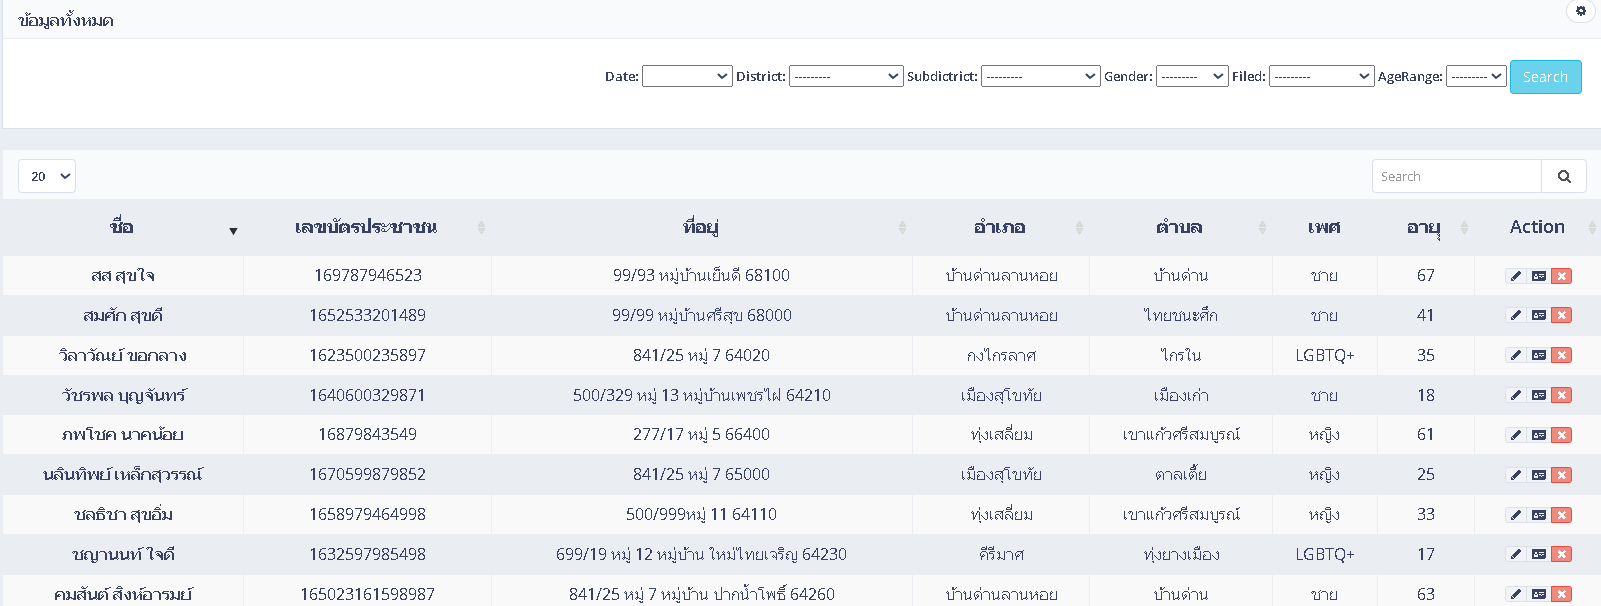 ข้อมูลทั้งหมด
Date: District: --------- Subdictrict: --------- Gender: --------- Filed: --------- AgeRange: --------- Search
20 Search
ชื่อ เลขบัตรประชาชน ที่อยู่ อำเภอ ตำบล เพศ อายุ Action
สส สุขใจ 169787946523 99/93 หมู่บ้านเย็นดี 68100 บ้านด่านลานหอย บ้านด่าน ชาย 67
สมศัก สุขดี 1652533201489 99/99 หมู่บ้านศรีสุข 68000 บ้านด่านลานหอย ไทยชนะศึก ชาย 41
วิลาวัณย์ ขอกลาง 1623500235897 841/25 หมู่ 7 64020 กงไกรลาศ ไกรใน LGBTQ+ 35
วัชรพล บุญจันทร์ 1640600329871 500/329 หมู่ 13 หมู่บ้านเพชรไฝ่ 64210 เมืองสุโขทัย เมืองเก่า ชาย 18
ภพโชค นาคน้อย 16879843549 277/17 หมู่ 5 66400 ทุ่งเสลี่ยม เขาแก้วศรีสมบูรณ์ หญิง 61
นลินทิพย์ เหล็กสุวรรณ์ 1670599879852 841/25 หมู่ 7 65000 เมืองสุโขทัย ตาลเตี้ย หญิง 25
ชลธิชา สุขอิ่ม 1658979464998 500/999หมู่ 11 64110 ทุ่งเสลี่ยม เขาแก้วศรีสมบูรณ์ หญิง 33
ชญานนท์ ใจดี 1632597985498 699/19 หมู่ 12 หมู่บ้าน ใหม่ไทยเจริญ 64230 คีรีมาศ ทุ่งยางเมือง LGBTQ+ 17
คมสันต์ สิงห์อารมย์ 165023161598987 841/25 หมู่ 7 หมู่บ้าน ปากน้ำโพธิ์ 64260 บ้านด่านลานหอย บ้านด่าน ชาย 63